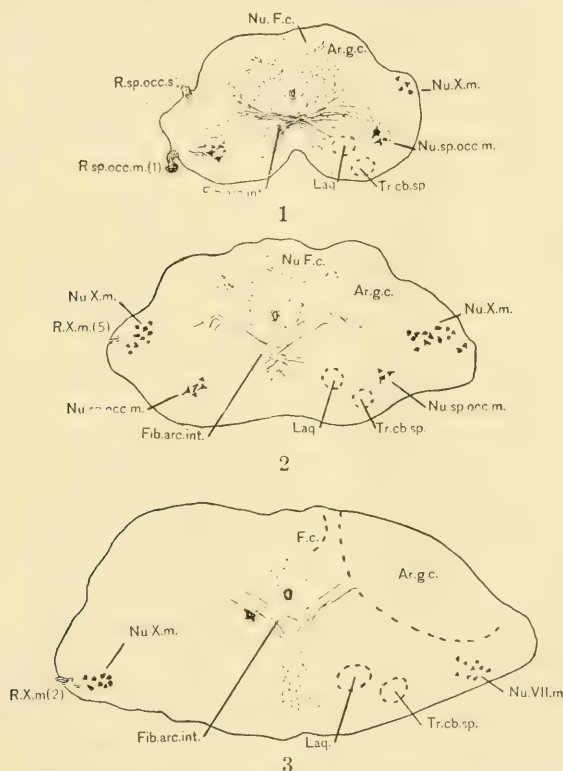 Nu. F.c.
Ar.g.c.
R.sp.occ.s.
Nu.X.m.
Nu.sp.occ m.
R.sp.occ.m.(1)
Laq
Tr.cb.sp
1
Nu F.c.
Nu X.m.
Ar.g.c.
Nu.X.m.
R.X.m.(5)
Nu.sp.occ m.
Nu sp.occ m.
Fib.arc.int.
Laq
Tr.cb.sp.
2
F.c.
Ar.g c.
Nu X.m.
R.X.m(2)
Nu.VII.m
Tr.cb.sp.
Fib.arc.int.
Laq.
3